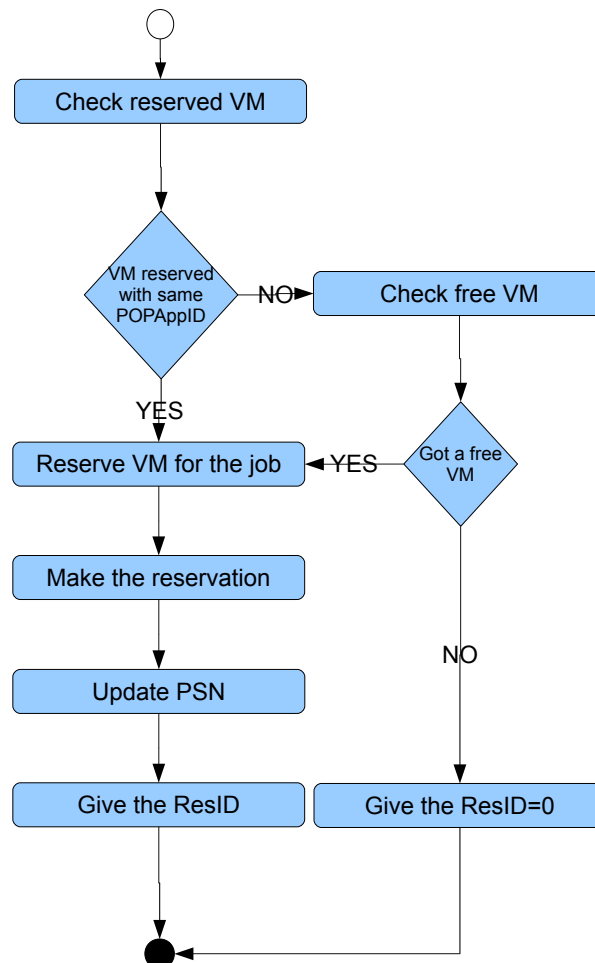 Check reserved VM
VM reserved
with same
POPAppID
NO
Check free VM
YES
Reserve VM for the job
YES
Got a free
VM
Make the reservation
NO
Update PSN
Give the ResID
Give the ResID=0